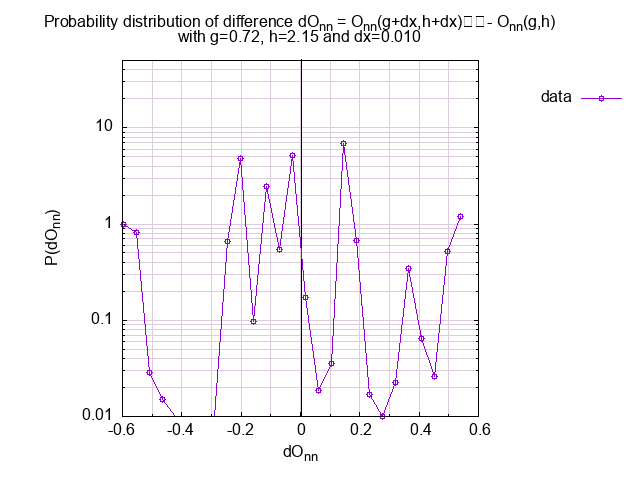 Probability distribution of difference dOnn = Onn(g+dx,h+dx)□□- Onn(g,h)
with g=0.72, h=2.15 and dx=0.010
data
10
1
0.1
0.01
P(dOnn)
-0.6 -0.4 -0.2 0 0.2 0.4 0.6
dOnn